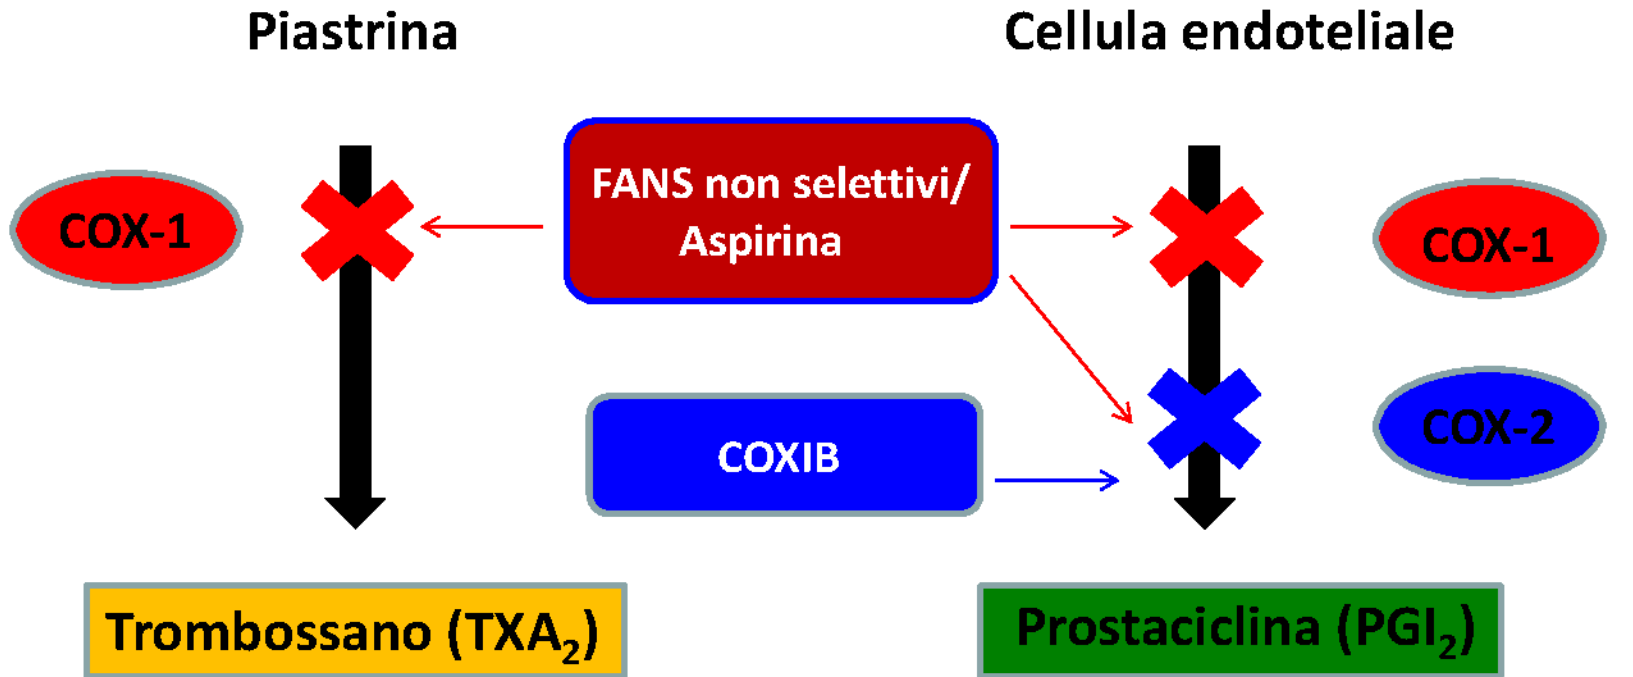 Piastrina
Cellula endoteliale
FANS non selettivi/
Aspirina
COX-1
COX-1
COXIB
COX-2
Trombossano (TXA₂)
Prostaciclina (PGI₂)